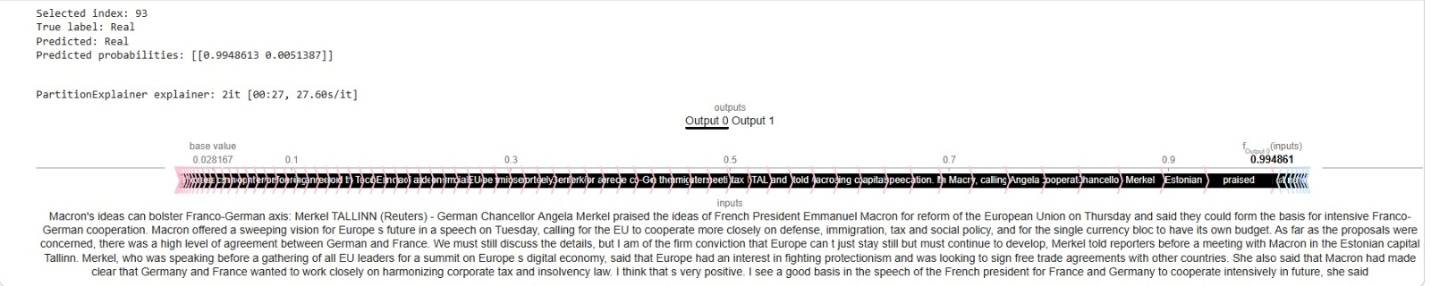 Selected index: 93
True label: Real
Predicted: Real
Predicted probabilities: [[0.9948613 0.0051387]]
PartitionExplainer explainer: 2it [00:27, 27.60s/it]
outputs
Output 0 Output 1
base value
f Output 0 (inputs)
0.028167 0.1 0.3 0.5 0.7 0.9 0.994861
tax and told calling Angela Merkel Estonian praised
inputs
Macron's ideas can bolster Franco-German axis: Merkel TALLINN (Reuters) - German Chancellor Angela Merkel praised the ideas of French President Emmanuel Macron for reform of the European Union on Thursday and said they could form the basis for intensive Franco-
German cooperation. Macron offered a sweeping vision for Europe s future in a speech on Tuesday, calling for the EU to cooperate more closely on defense, immigration, tax and social policy, and for the single currency bloc to have its own budget. As far as the proposals were
concerned, there was a high level of agreement between German and France. We must still discuss the details, but I am of the firm conviction that Europe can t just stay still but must continue to develop, Merkel told reporters before a meeting with Macron in the Estonian capital
Tallinn. Merkel, who was speaking before a gathering of all EU leaders for a summit on Europe s digital economy, said that Europe had an interest in fighting protectionism and was looking to sign free trade agreements with other countries. She also said that Macron had made
clear that Germany and France wanted to work closely on harmonizing corporate tax and insolvency law. I think that s very positive. I see a good basis in the speech of the French president for France and Germany to cooperate intensively in future, she said